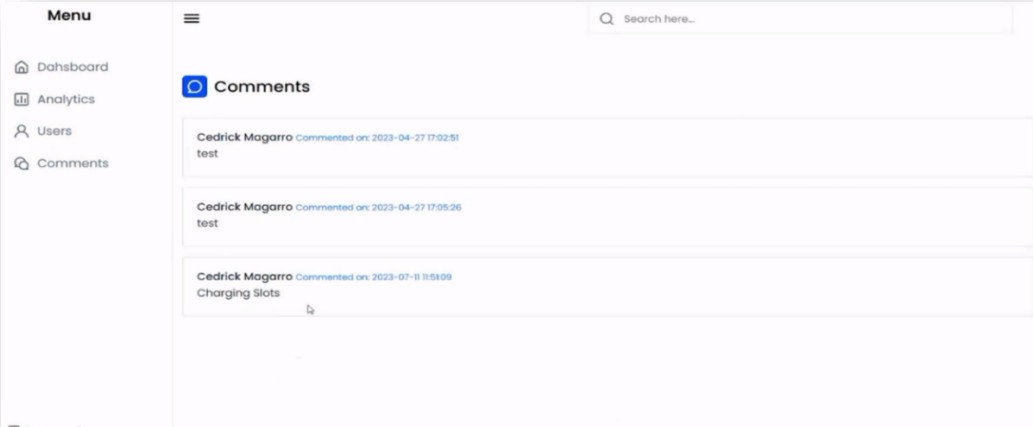 Menu
Search here...
Dahsboard
Analytics
Users
Comments
Comments
Cedrick Magarro Commented on: 2023-04-27 17:02:51
test
Cedrick Magarro Commented on: 2023-04-27 17:05:26
test
Cedrick Magarro Commented on: 2023-07-11 11:51:09
Charging Slots